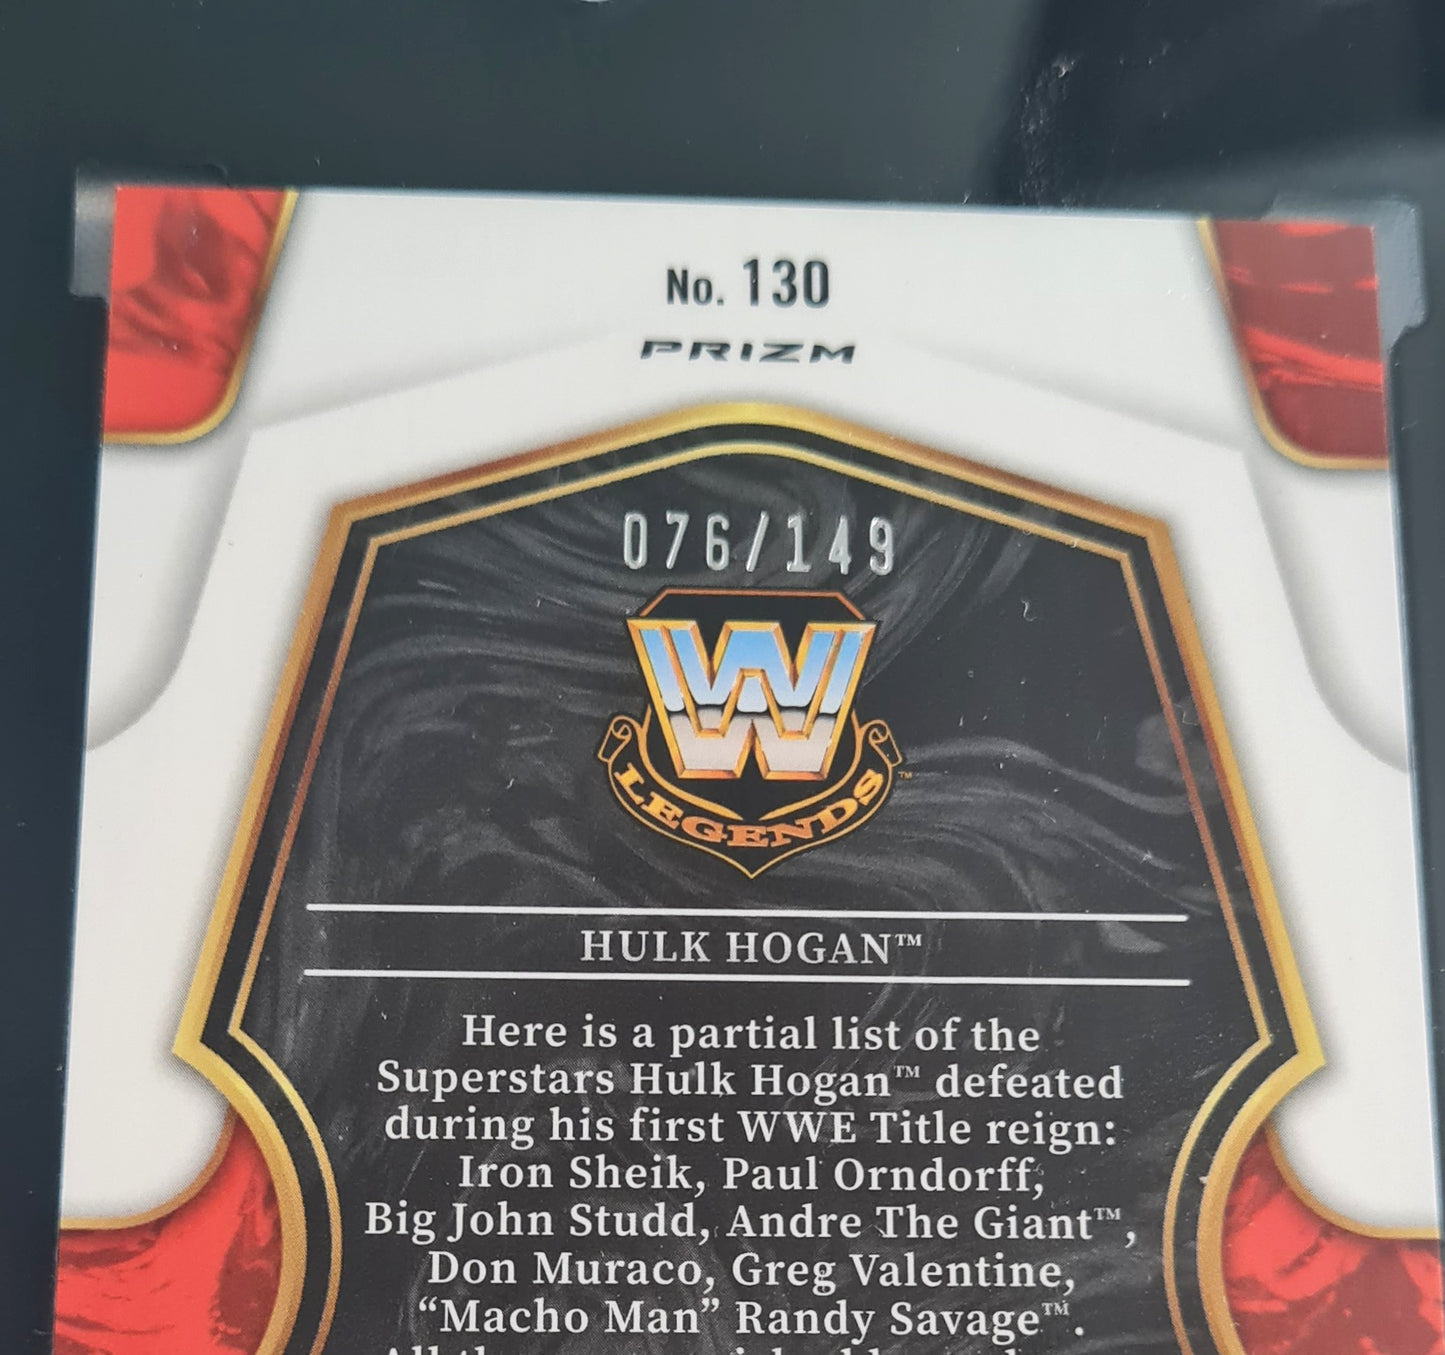 No. 130
PRIZM
076/149
W
LEGENDS™
HULK HOGAN™
Here is a partial list of the
Superstars Hulk Hogan™ defeated
during his first WWE Title reign:
Iron Sheik, Paul Orndorff,
Big John Studd, Andre The Giant™,
Don Muraco, Greg Valentine,
“Macho Man” Randy Savage™.